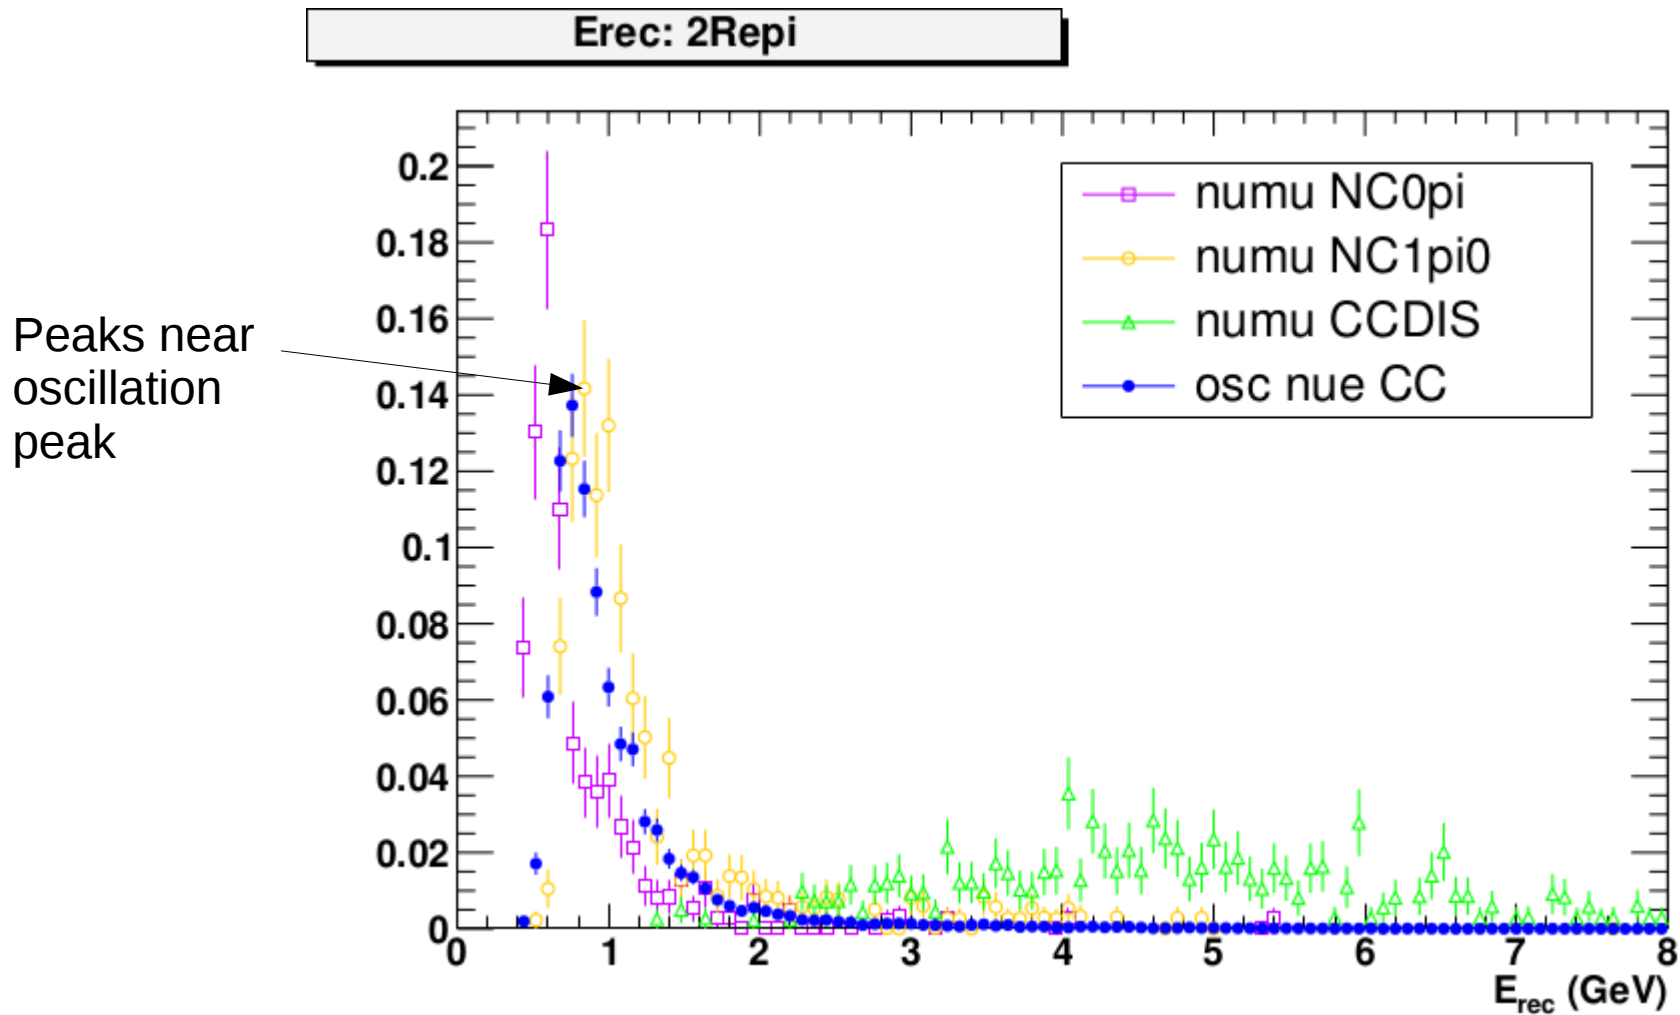 Erec: 2Repi
Peaks near
oscillation
peak
numu NC0pi
numu NC1pi0
numu CCDIS
osc nue CC
0.2
0.18
0.16
0.14
0.12
0.1
0.08
0.06
0.04
0.02
0
0 1 2 3 4 5 6 7 8
Erec (GeV)